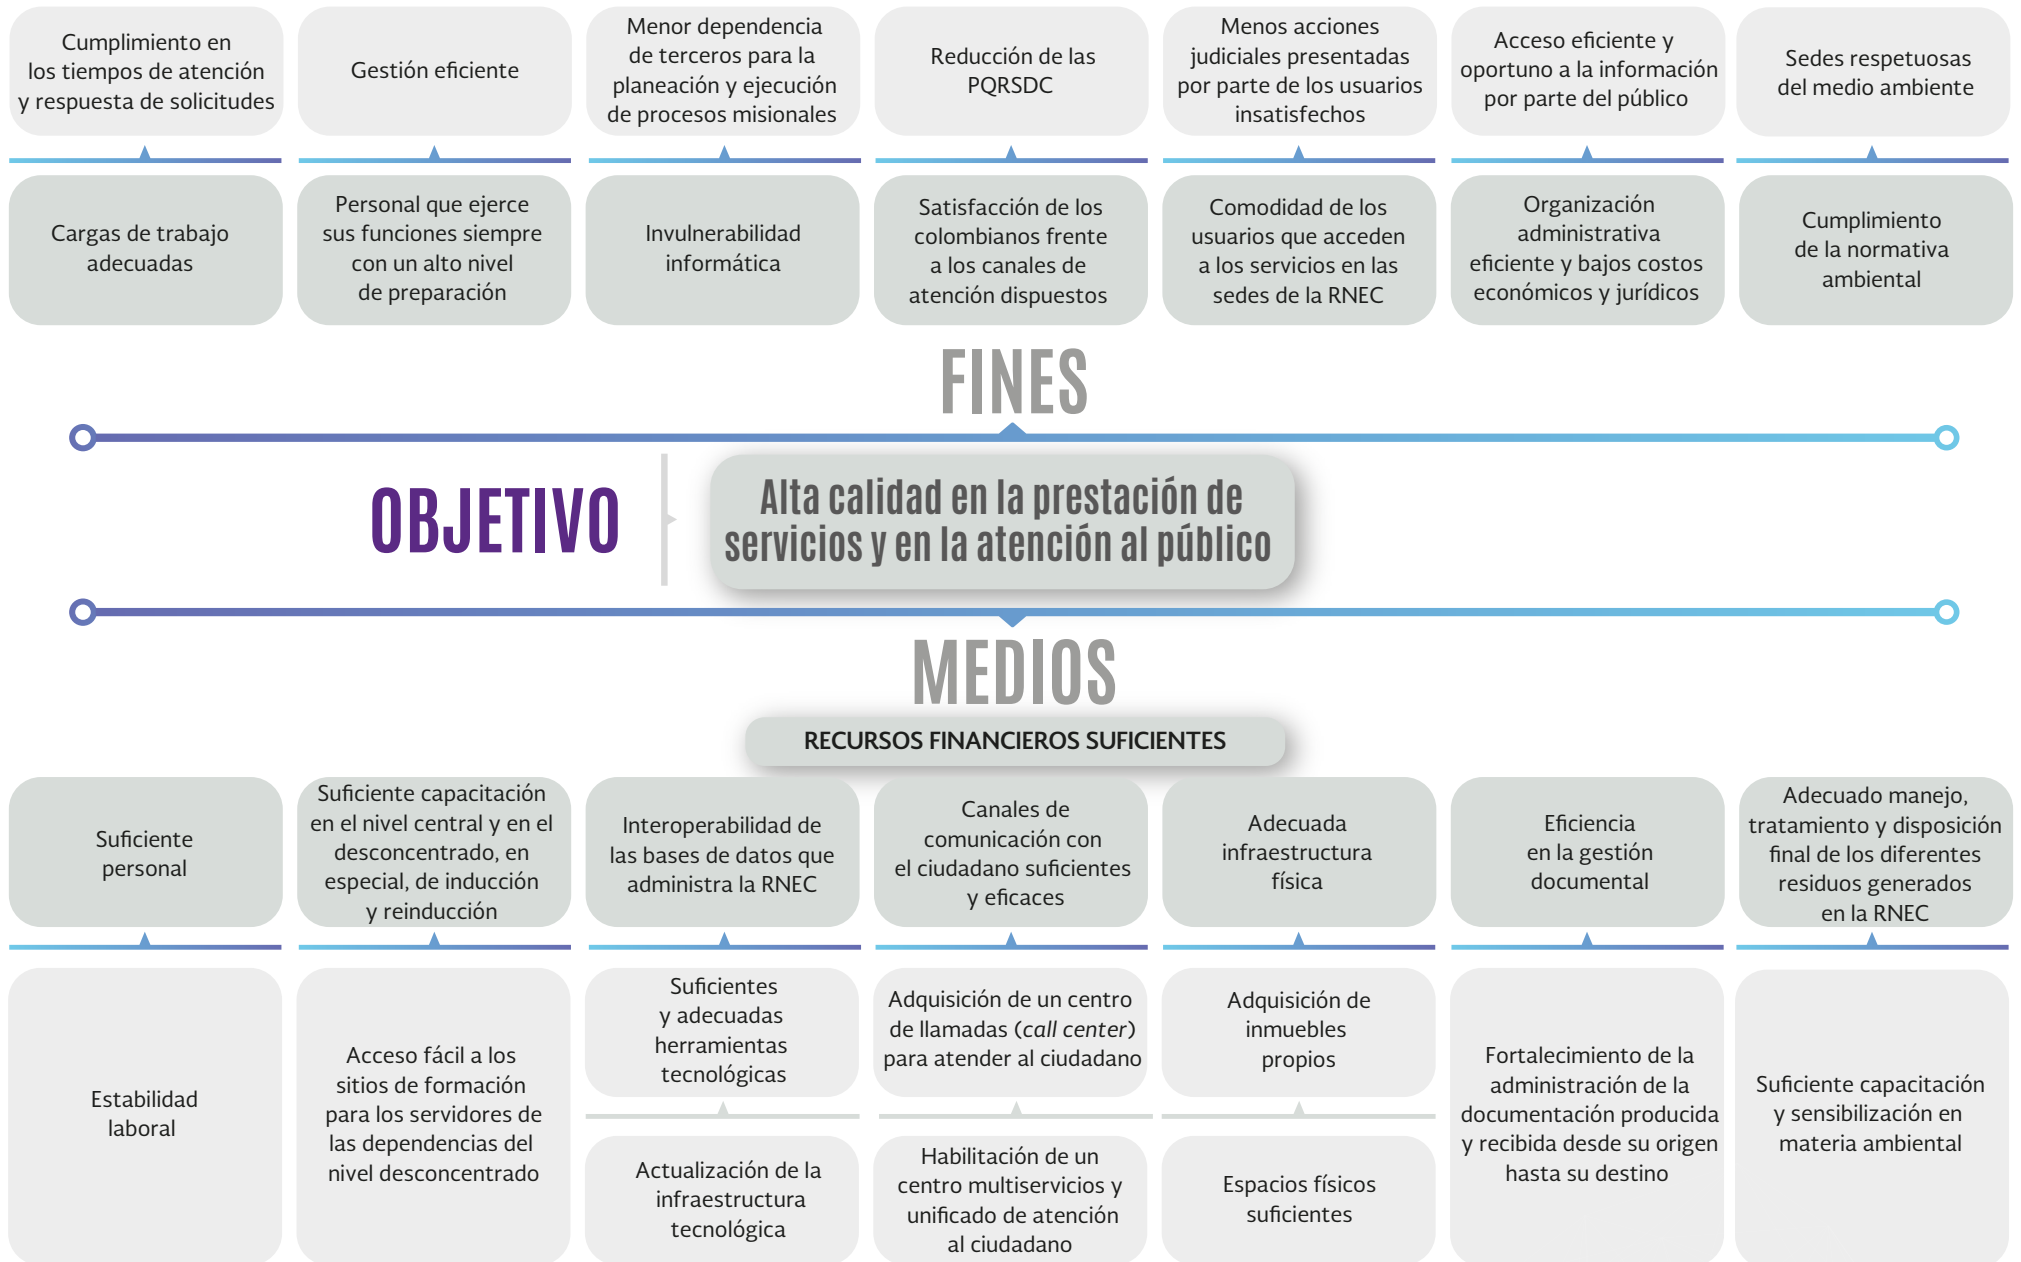 Cumplimiento en
los tiempos de atención
y respuesta de solicitudes
Gestión eficiente
Menor dependencia
de terceros para la
planeación y ejecución
de procesos misionales
Reducción de las
PQRSDC
Menos acciones
judiciales presentadas
por parte de los usuarios
insatisfechos
Acceso eficiente y
oportuno a la información
por parte del público
Sedes respetuosas
del medio ambiente
Cargas de trabajo
adecuadas
Personal que ejerce
sus funciones siempre
con un alto nivel
de preparación
Invulnerabilidad
informática
Satisfacción de los
colombianos frente
a los canales de
atención dispuestos
Comodidad de los
usuarios que acceden
a los servicios en las
sedes de la RNEC
Organización
administrativa
eficiente y bajos costos
económicos y jurídicos
Cumplimiento
de la normativa
ambiental
FINES
OBJETIVO
Alta calidad en la prestación de
servicios y en la atención al público
MEDIOS
RECURSOS FINANCIEROS SUFICIENTES
Suficiente
personal
Suficiente capacitación
en el nivel central y en el
desconcentrado, en
especial, de inducción
y reinducción
Interoperabilidad de
las bases de datos que
administra la RNEC
Canales de
comunicación con
el ciudadano suficientes
y eficaces
Adecuada
infraestructura
física
Eficiencia
en la gestión
documental
Adecuado manejo,
tratamiento y disposición
final de los diferentes
residuos generados
en la RNEC
Estabilidad
laboral
Acceso fácil a los
sitios de formación
para los servidores de
las dependencias del
nivel desconcentrado
Suficientes
y adecuadas
herramientas
tecnológicas
Adquisición de un centro
de llamadas (call center)
para atender al ciudadano
Adquisición de
inmuebles
propios
Fortalecimiento de la
administración de la
documentación producida
y recibida desde su origen
hasta su destino
Suficiente capacitación
y sensibilización en
materia ambiental
Actualización de la
infraestructura
tecnológica
Habilitación de un
centro multiservicios y
unificado de atención
al ciudadano
Espacios físicos
suficientes